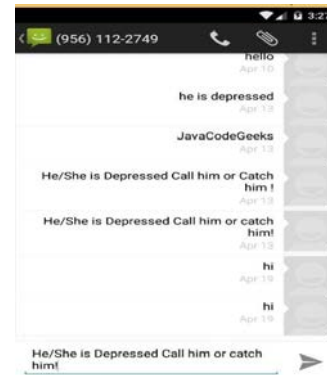 3:27
(956) 112-2749
hello
Apr 10
he is depressed
Apr 13
JavaCodeGeeks
Apr 13
He/She is Depressed Call him or Catch
him !
Apr 13
He/She is Depressed Call him or catch
him!
Apr 13
hi
Apr 19
hi
Apr 19
He/She is Depressed Call him or catch
him!